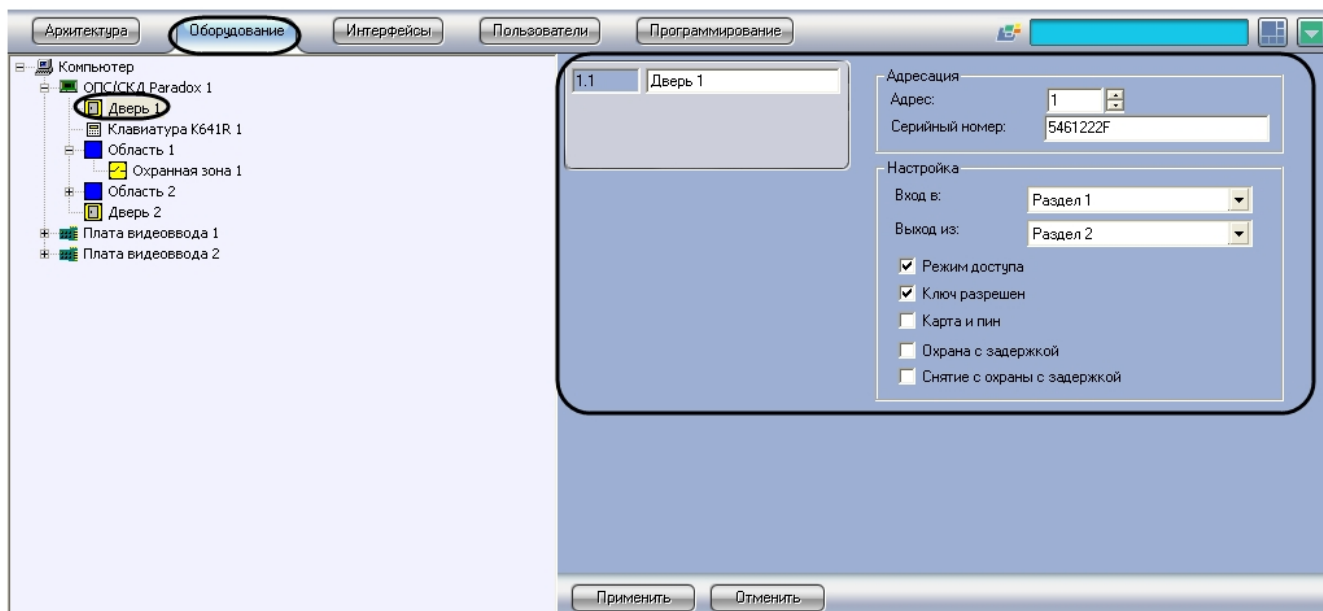 Архитектура Оборудование Интерфейсы Пользователи Программирование
Компьютер
ОПС/СКД Paradox 1
Дверь 1
Клавиатура K641R 1
Область 1
Охранная зона 1
Область 2
Дверь 2
Плата видеоввода 1
Плата видеоввода 2
1.1 Дверь 1
Адресация
Адрес: 1
Серийный номер: 5461222F
Настройка
Вход в: Раздел 1
Выход из: Раздел 2
Режим доступа
Ключ разрешен
Карта и пин
Охрана с задержкой
Снятие с охраны с задержкой
Применить Отменить